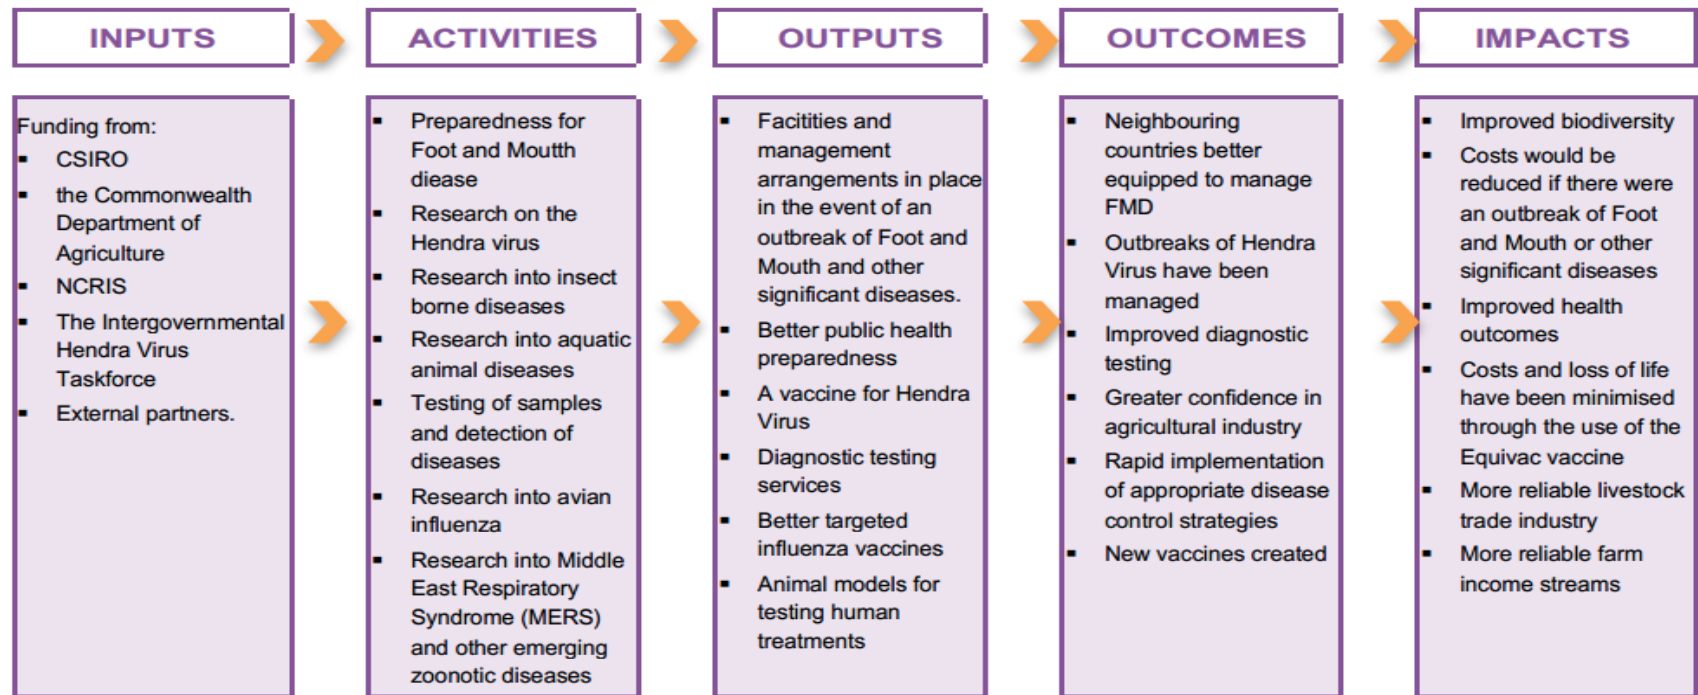 INPUTS
ACTIVITIES
OUTPUTS
OUTCOMES
IMPACTS
Funding from:
▪ CSIRO
▪ the Commonwealth
Department of
Agriculture
▪ NCRIS
▪ The Intergovernmental
Hendra Virus
Taskforce
▪ External partners.
▪ Preparedness for
Foot and Moutth
diease
▪ Research on the
Hendra virus
▪ Research into insect
borne diseases
▪ Research into aquatic
animal diseases
▪ Testing of samples
and detection of
diseases
▪ Research into avian
influenza
▪ Research into Middle
East Respiratory
Syndrome (MERS)
and other emerging
zoonotic diseases
▪ Facitities and
management
arrangements in place
in the event of an
outbreak of Foot and
Mouth and other
significant diseases.
▪ Better public health
preparedness
▪ A vaccine for Hendra
Virus
▪ Diagnostic testing
services
▪ Better targeted
influenza vaccines
▪ Animal models for
testing human
treatments
▪ Neighbouring
countries better
equipped to manage
FMD
▪ Outbreaks of Hendra
Virus have been
managed
▪ Improved diagnostic
testing
▪ Greater confidence in
agricultural industry
▪ Rapid implementation
of appropriate disease
control strategies
▪ New vaccines created
▪ Improved biodiversity
▪ Costs would be
reduced if there were
an outbreak of Foot
and Mouth or other
significant diseases
▪ Improved health
outcomes
▪ Costs and loss of life
have been minimised
through the use of the
Equivac vaccine
▪ More reliable livestock
trade industry
▪ More reliable farm
income streams